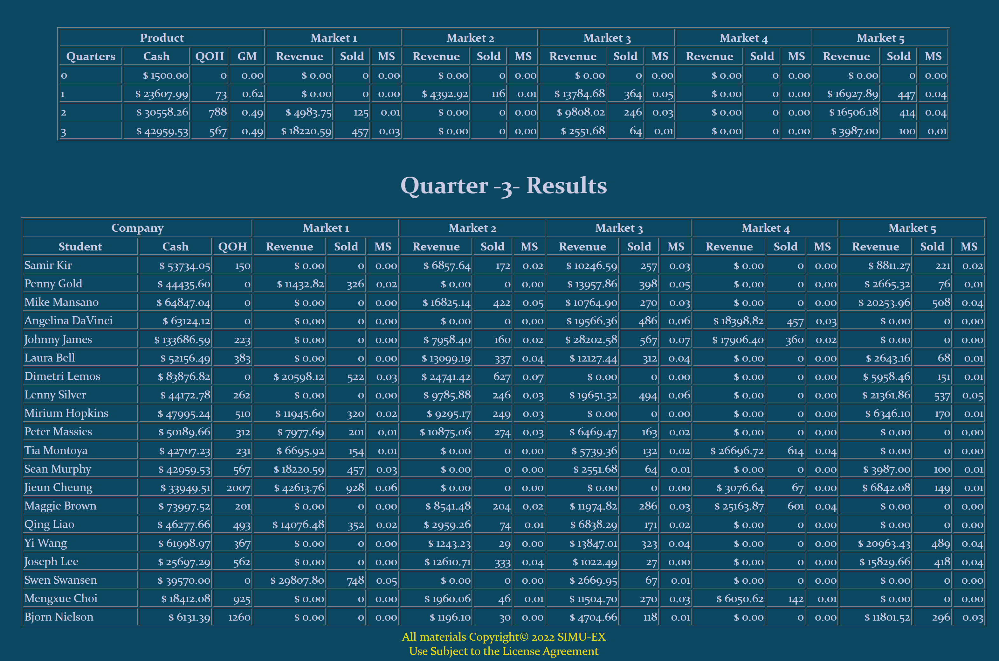 Product Market 1 Market 2 Market 3 Market 4 Market 5
Quarters Cash QOH GM Revenue Sold MS Revenue Sold MS Revenue Sold MS Revenue Sold MS Revenue Sold MS
0 $ 1500.00 0 0.00 $ 0.00 0 0.00 $ 0.00 0 0.00 $ 0.00 0 0.00 $ 0.00 0 0.00 $ 0.00 0 0.00
1 $ 23607.99 73 0.62 $ 0.00 0 0.00 $ 4392.92 116 0.01 $ 13784.68 364 0.05 $ 0.00 0 0.00 $ 16927.89 447 0.04
2 $ 30558.26 788 0.49 $ 4983.75 125 0.01 $ 0.00 0 0.00 $ 9808.02 246 0.03 $ 0.00 0 0.00 $ 16506.18 414 0.04
3 $ 42959.53 567 0.49 $ 18220.59 457 0.03 $ 0.00 0 0.00 $ 2551.68 64 0.01 $ 0.00 0 0.00 $ 3987.00 100 0.01
Quarter -3- Results
Company Market 1 Market 2 Market 3 Market 4 Market 5
Student Cash QOH Revenue Sold MS Revenue Sold MS Revenue Sold MS Revenue Sold MS Revenue Sold MS
Samir Kir $ 53734.05 150 $ 0.00 0 0.00 $ 6857.64 172 0.02 $ 10246.59 257 0.03 $ 0.00 0 0.00 $ 8811.27 221 0.02
Penny Gold $ 44435.60 0 $ 11432.82 326 0.02 $ 0.00 0 0.00 $ 13957.86 398 0.05 $ 0.00 0 0.00 $ 2665.32 76 0.01
Mike Mansano $ 64847.04 0 $ 0.00 0 0.00 $ 16825.14 422 0.05 $ 10764.90 270 0.03 $ 0.00 0 0.00 $ 20253.96 508 0.04
Angelina DaVinci $ 63124.12 0 $ 0.00 0 0.00 $ 0.00 0 0.00 $ 19566.36 486 0.06 $ 18398.82 457 0.03 $ 0.00 0 0.00
Johnny James $ 133686.59 223 $ 0.00 0 0.00 $ 7958.40 160 0.02 $ 28202.58 567 0.07 $ 17906.40 360 0.02 $ 0.00 0 0.00
Laura Bell $ 52156.49 383 $ 0.00 0 0.00 $ 13099.19 337 0.04 $ 12127.44 312 0.04 $ 0.00 0 0.00 $ 2643.16 68 0.01
Dimetri Lemos $ 83876.82 0 $ 20598.12 522 0.03 $ 24741.42 627 0.07 $ 0.00 0 0.00 $ 0.00 0 0.00 $ 5958.46 151 0.01
Lenny Silver $ 44172.78 262 $ 0.00 0 0.00 $ 9785.88 246 0.03 $ 19651.32 494 0.06 $ 0.00 0 0.00 $ 21361.86 537 0.05
Mirium Hopkins $ 47995.24 510 $ 11945.60 320 0.02 $ 9295.17 249 0.03 $ 0.00 0 0.00 $ 0.00 0 0.00 $ 6346.10 170 0.01
Peter Massies $ 50189.66 312 $ 7977.69 201 0.01 $ 10875.06 274 0.03 $ 6469.47 163 0.02 $ 0.00 0 0.00 $ 0.00 0 0.00
Tia Montoya $ 42707.23 231 $ 6695.92 154 0.01 $ 0.00 0 0.00 $ 5739.36 132 0.02 $ 26696.72 614 0.04 $ 0.00 0 0.00
Sean Murphy $ 42959.53 567 $ 18220.59 457 0.03 $ 0.00 0 0.00 $ 2551.68 64 0.01 $ 0.00 0 0.00 $ 3987.00 100 0.01
Jieun Cheung $ 33949.51 2007 $ 42613.76 928 0.06 $ 0.00 0 0.00 $ 0.00 0 0.00 $ 3076.64 67 0.00 $ 6842.08 149 0.01
Maggie Brown $ 73997.52 201 $ 0.00 0 0.00 $ 8541.48 204 0.02 $ 11974.82 286 0.03 $ 25163.87 601 0.04 $ 0.00 0 0.00
Qing Liao $ 46277.66 493 $ 14076.48 352 0.02 $ 2959.26 74 0.01 $ 6838.29 171 0.02 $ 0.00 0 0.00 $ 0.00 0 0.00
Yi Wang $ 61998.97 367 $ 0.00 0 0.00 $ 1243.23 29 0.00 $ 13847.01 323 0.04 $ 0.00 0 0.00 $ 20963.43 489 0.04
Joseph Lee $ 25697.29 562 $ 0.00 0 0.00 $ 12610.71 333 0.04 $ 1022.49 27 0.00 $ 0.00 0 0.00 $ 15829.66 418 0.04
Swen Swansen $ 39570.00 0 $ 29807.80 748 0.05 $ 0.00 0 0.00 $ 2669.95 67 0.01 $ 0.00 0 0.00 $ 0.00 0 0.00
Mengxue Choi $ 18412.08 925 $ 0.00 0 0.00 $ 1960.06 46 0.01 $ 11504.70 270 0.03 $ 6050.62 142 0.01 $ 0.00 0 0.00
Bjorn Nielson $ 6131.39 1260 $ 0.00 0 0.00 $ 1196.10 30 0.00 $ 4704.66 118 0.01 $ 0.00 0 0.00 $ 11801.52 296 0.03
All materials Copyright© 2022 SIMU-EX
Use Subject to the License Agreement